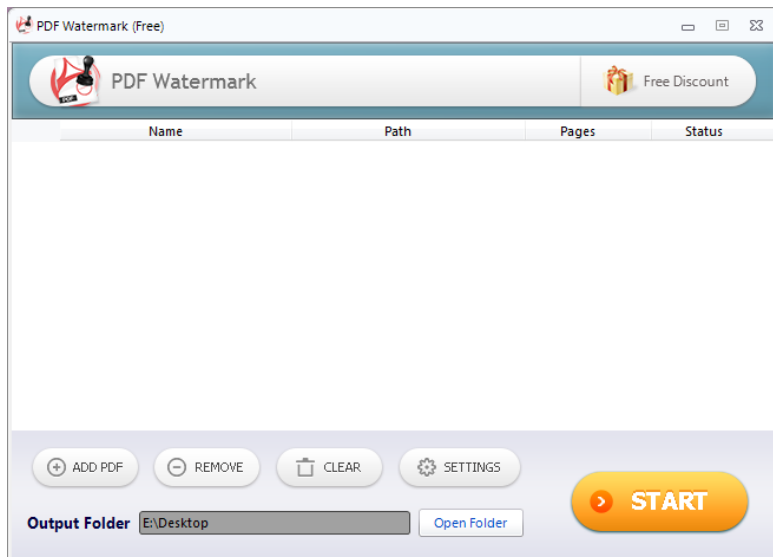 PDF Watermark (Free)
PDF
PDF Watermark
Free Discount
Name Path Pages Status
ADD PDF REMOVE CLEAR SETTINGS
START
Output Folder E:\Desktop Open Folder